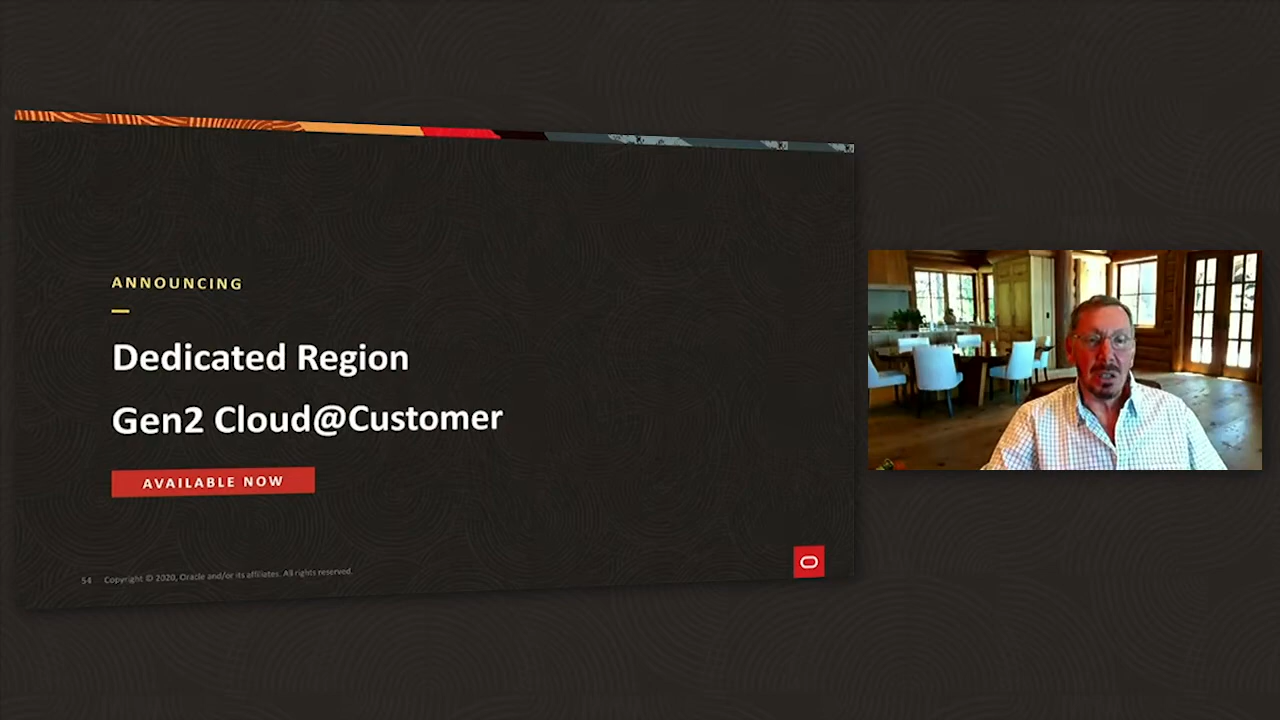 ANNOUNCING
Dedicated Region
Gen2 Cloud@Customer
AVAILABLE NOW
54 Copyright © 2020, Oracle and/or its affiliates. All rights reserved.